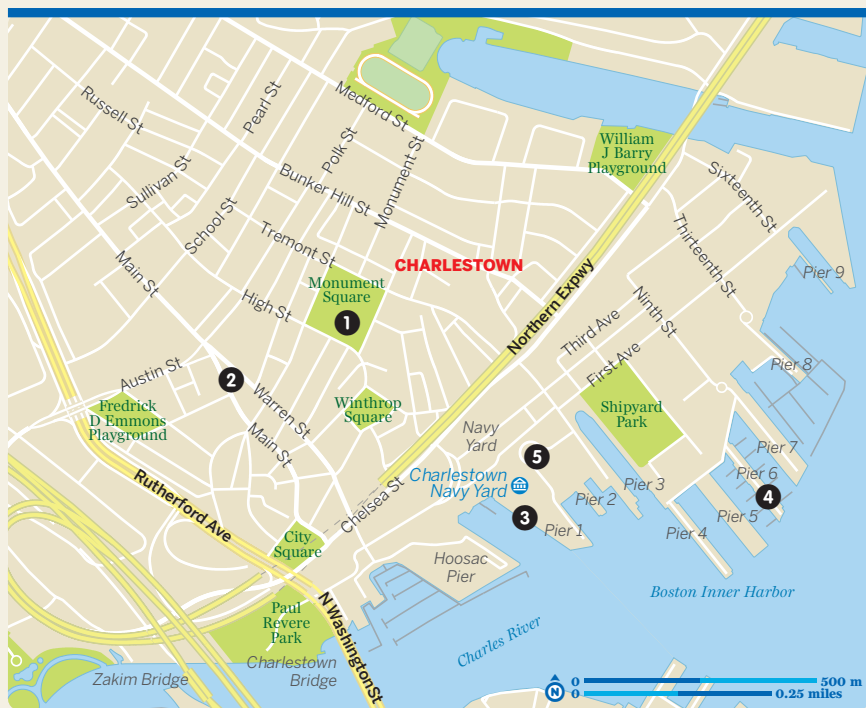 Russell St
Pearl St
Medford St
William
J Barry
Playground
Sullivan St
Polk St
Bunker Hill St
Monument St
Sixteenth St
School St
Tremont St
CHARLESTOWN
Thirteenth St
Main St
Monument
Square
1
High St
Northern Expwy
Pier 9
Ninth St
Third Ave
First Ave
Pier 8
Austin St
2
Warren St
Fredrick
D Emmons
Playground
Main St
Winthrop
Square
Shipyard
Park
Navy
Yard
5
Charlestown
Navy Yard
3
Pier 1
Pier 2
Pier 3
Pier 4
Pier 5
Pier 6
4
Pier 7
Rutherford Ave
Chelsea St
City
Square
Hoosac
Pier
Boston Inner Harbor
Paul
Revere
Park
N Washington St
Charles River
Charlestown
Bridge
Zakim Bridge
N
0 500 m
0 0.25 miles